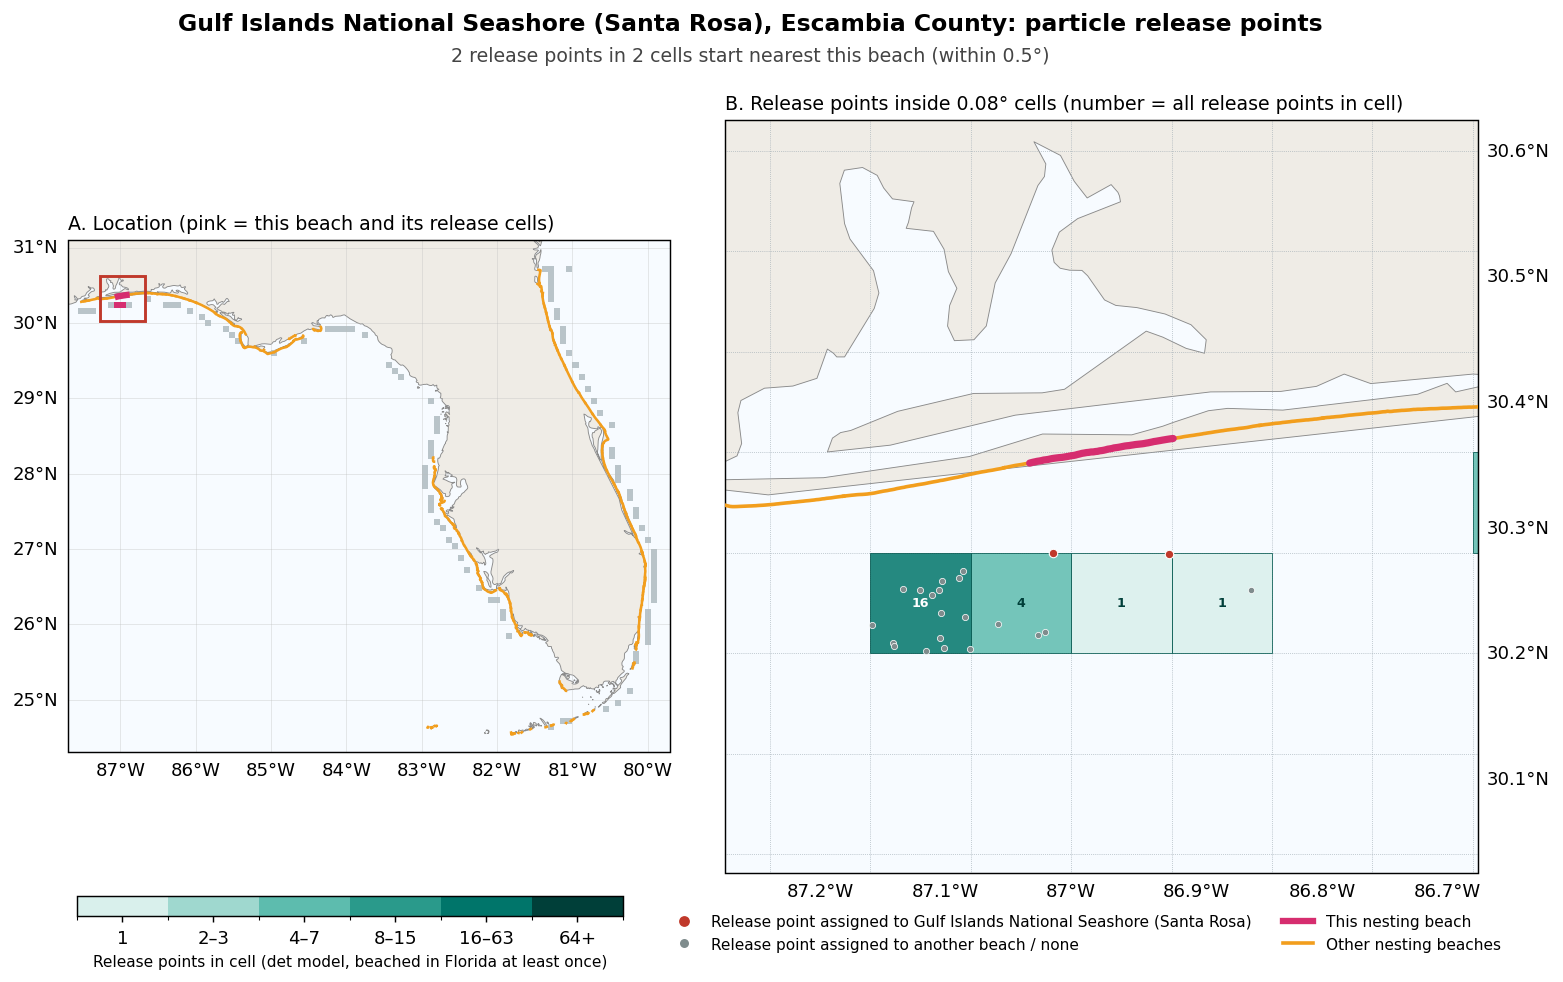 Gulf Islands National Seashore (Santa Rosa), Escambia County: particle release points
2 release points in 2 cells start nearest this beach (within 0.5°)
A. Location (pink = this beach and its release cells)
31°N
30°N
29°N
28°N
27°N
26°N
25°N
87°W 86°W 85°W 84°W 83°W 82°W 81°W 80°W
B. Release points inside 0.08° cells (number = all release points in cell)
30.6°N
30.5°N
30.4°N
30.3°N
30.2°N
30.1°N
16 4 1 1
87.2°W 87.1°W 87°W 86.9°W 86.8°W 86.7°W
1 2–3 4–7 8–15 16–63 64+
Release points in cell (det model, beached in Florida at least once)
Release point assigned to Gulf Islands National Seashore (Santa Rosa)
Release point assigned to another beach / none
This nesting beach
Other nesting beaches